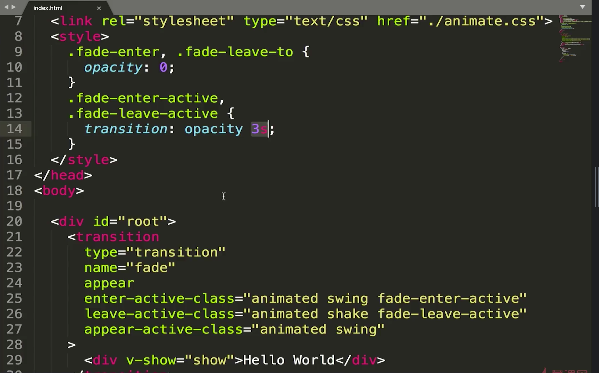 index.html
7 <link rel="stylesheet" type="text/css" href="./animate.css">
8 <style>
9 .fade-enter, .fade-leave-to {
10 opacity: 0;
11 }
12 .fade-enter-active,
13 .fade-leave-active {
14 transition: opacity 3s;
15 }
16 </style>
17 </head>
18 <body>
19
20 <div id="root">
21 <transition
22 type="transition"
23 name="fade"
24 appear
25 enter-active-class="animated swing fade-enter-active"
26 leave-active-class="animated shake fade-leave-active"
27 appear-active-class="animated swing"
28 >
29 <div v-show="show">Hello World</div>